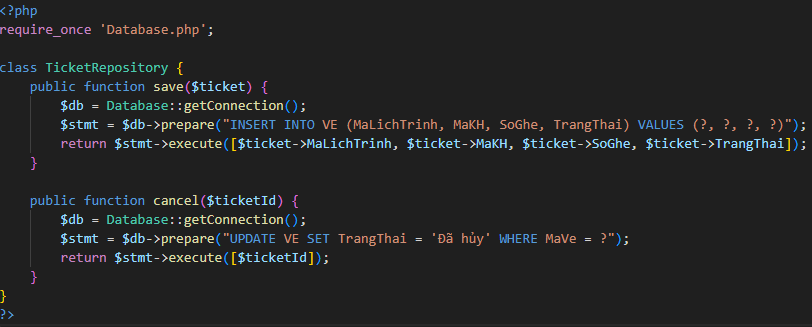 <?php
require_once 'Database.php';
class TicketRepository {
public function save($ticket) {
$db = Database::getConnection();
$stmt = $db->prepare("INSERT INTO VE (MaLichTrinh, MaKH, SoGhe, TrangThai) VALUES (?, ?, ?, ?)");
return $stmt->execute([$ticket->MaLichTrinh, $ticket->MaKH, $ticket->SoGhe, $ticket->TrangThai]);
}
public function cancel($ticketId) {
$db = Database::getConnection();
$stmt = $db->prepare("UPDATE VE SET TrangThai = 'Đã hủy' WHERE MaVe = ?");
return $stmt->execute([$ticketId]);
}
}
?>